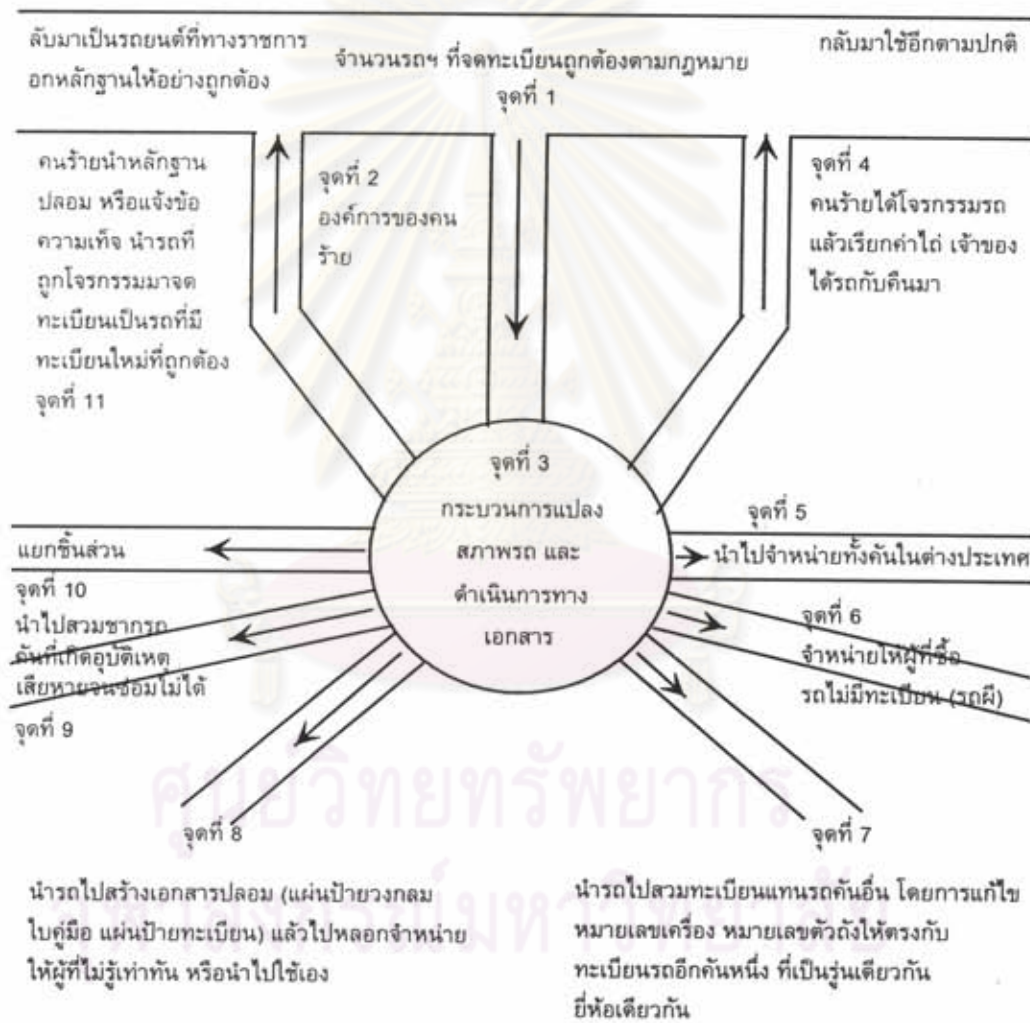 ลับมาเป็นรถยนต์ที่ทางราชการ
อกหลักฐานให้อย่างถูกต้อง
จำนวนรถฯ ที่จดทะเบียนถูกต้องตามกฎหมาย
จุดที่ 1
กลับมาใช้อีกตามปกติ
คนร้ายนำหลักฐาน
ปลอม หรือแจ้งข้อ
ความเท็จ นำรถที่
ถูกโจรกรรมมาจด
ทะเบียนเป็นรถที่มี
ทะเบียนใหม่ที่ถูกต้อง
จุดที่ 11
จุดที่ 2
องค์การของคน
ร้าย
จุดที่ 4
คนร้ายได้โจรกรรมรถ
แล้วเรียกค่าไถ่ เจ้าของ
ได้รถกับคืนมา
จุดที่ 3
กระบวนการแปลง
สภาพรถ และ
ดำเนินการทาง
เอกสาร
จุดที่ 5
นำไปจำหน่ายทั้งคันในต่างประเทศ
แยกชิ้นส่วน
จุดที่ 10
นำไปสวมซากรถ
คันที่เกิดอุบัติเหตุ
เสียหายจนซ่อมไม่ได้
จุดที่ 9
จุดที่ 6
จำหน่ายให้ผู้ที่ซื้อ
รถไม่มีทะเบียน (รถผี)
จุดที่ 8
นำรถไปสร้างเอกสารปลอม (แผ่นป้ายวงกลม
ใบคู่มือ แผ่นป้ายทะเบียน) แล้วไปหลอกจำหน่าย
ให้ผู้ที่ไม่รู้เท่าทัน หรือนำไปใช้เอง
จุดที่ 7
นำรถไปสวมทะเบียนแทนรถคันอื่น โดยการแก้ไข
หมายเลขเครื่อง หมายเลขตัวถังให้ตรงกับ
ทะเบียนรถอีกคันหนึ่ง ที่เป็นรุ่นเดียวกัน
ยี่ห้อเดียวกัน
ศูนย์วิทยทรัพยากร
จุฬาลงกรณ์มหาวิทยาลัย